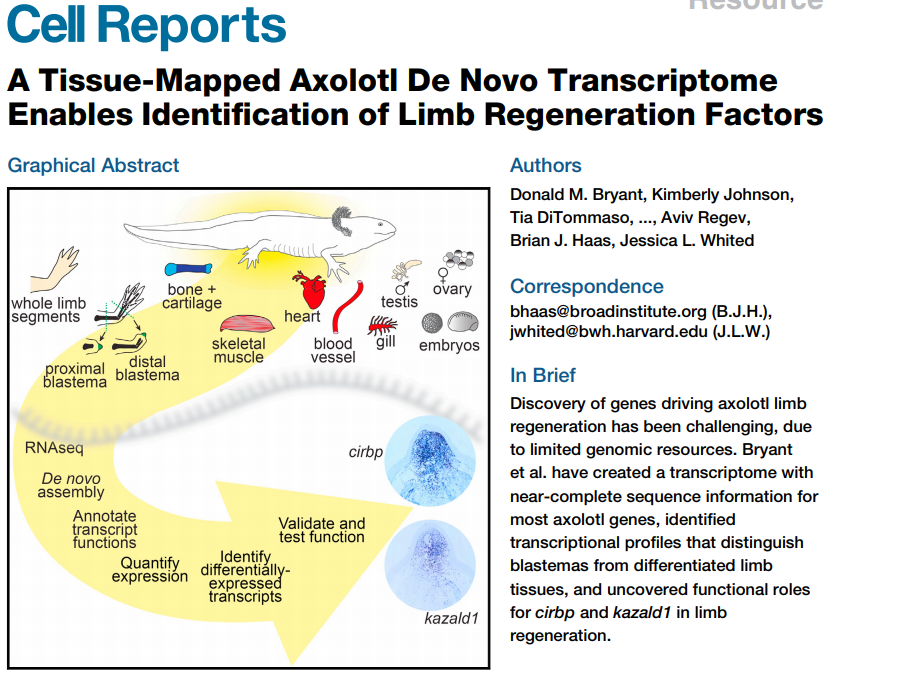 Resource
Cell Reports
A Tissue-Mapped Axolotl De Novo Transcriptome
Enables Identification of Limb Regeneration Factors
Graphical Abstract
whole limb
segments
bone +
cartilage
heart
testis
ovary
proximal
blastema
distal
blastema
skeletal
muscle
blood
vessel
gill
embryos
RNAseq
De novo
assembly
Annotate
transcript
functions
Quantify
expression
Identify
differentially-
expressed
transcripts
Validate and
test function
cirbp
kazald1
Authors
Donald M. Bryant, Kimberly Johnson,
Tia DiTommaso, ..., Aviv Regev,
Brian J. Haas, Jessica L. Whited
Correspondence
bhaas@broadinstitute.org (B.J.H.),
jwhited@bwh.harvard.edu (J.L.W.)
In Brief
Discovery of genes driving axolotl limb
regeneration has been challenging, due
to limited genomic resources. Bryant
et al. have created a transcriptome with
near-complete sequence information for
most axolotl genes, identified
transcriptional profiles that distinguish
blastemas from differentiated limb
tissues, and uncovered functional roles
for cirbp and kazald1 in limb
regeneration.